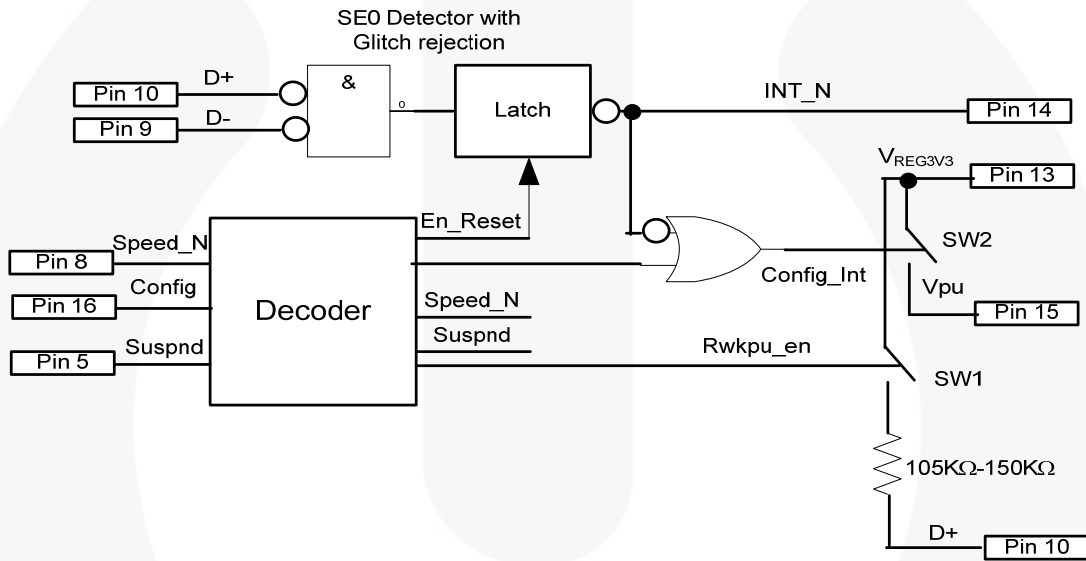 SE0 Detector with
Glitch rejection
D+
Pin 10
&
D-
Pin 9
o
Latch
INT_N
Pin 14
VREG3V3
Pin 13
En_Reset
Speed_N
Pin 8
SW2
Config
Config_Int
Pin 16
Decoder
Speed_N
Vpu
Pin 15
Suspnd
Suspnd
Pin 5
Rwkpu_en
SW1
105KΩ-150KΩ
D+
Pin 10